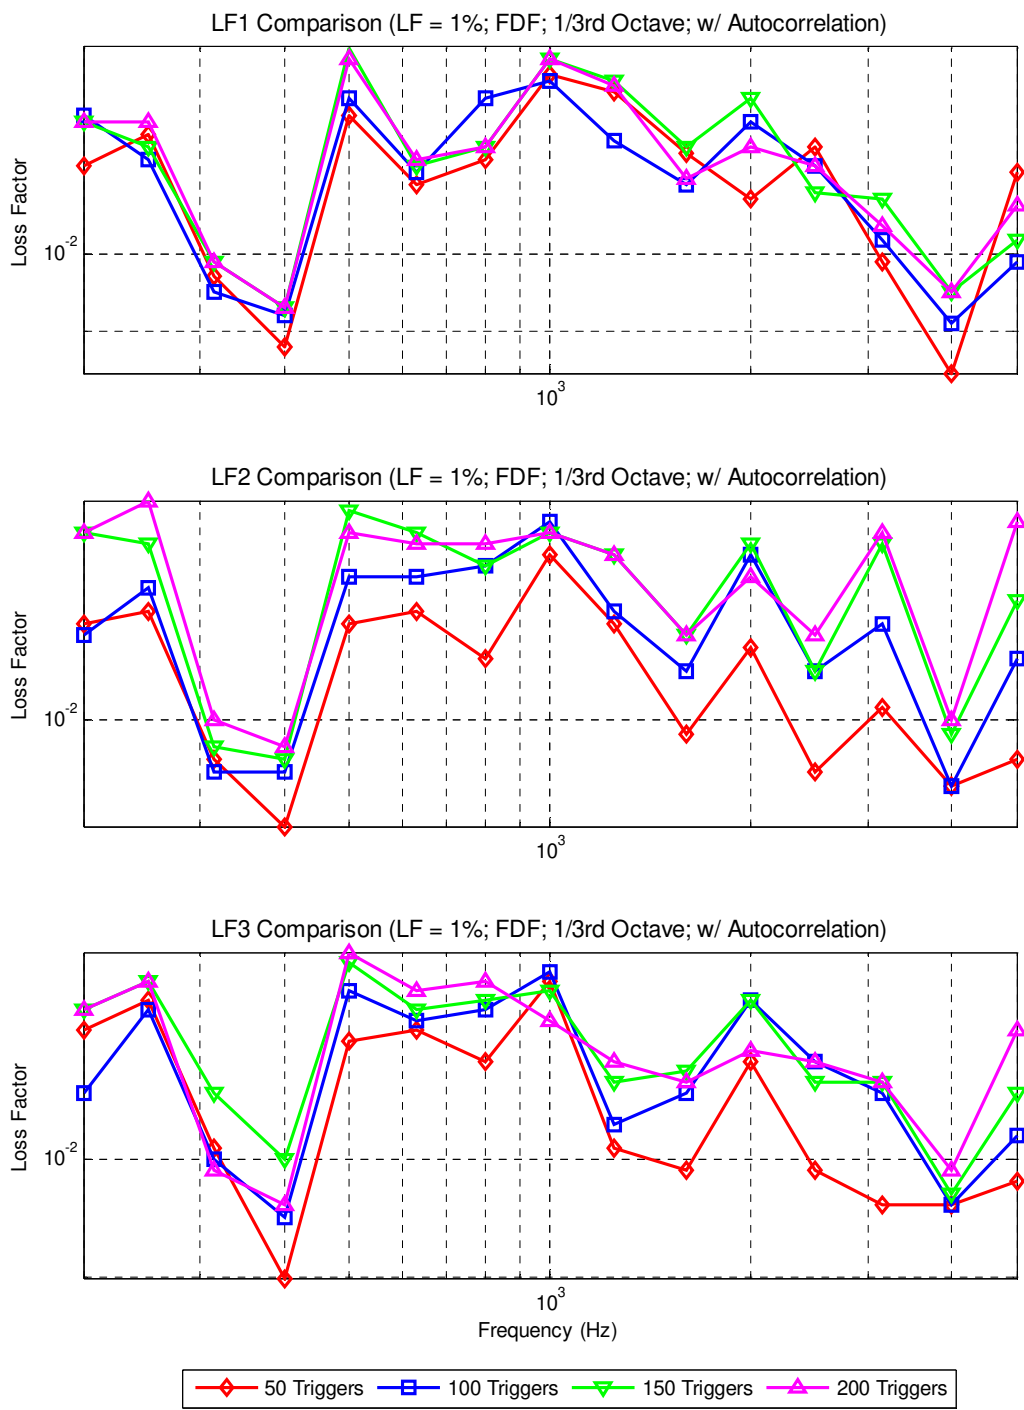 LF1 Comparison (LF = 1%; FDF; 1/3rd Octave; w/ Autocorrelation)
Loss Factor
10^-2
10^3
LF2 Comparison (LF = 1%; FDF; 1/3rd Octave; w/ Autocorrelation)
Loss Factor
10^-2
10^3
LF3 Comparison (LF = 1%; FDF; 1/3rd Octave; w/ Autocorrelation)
Loss Factor
10^-2
10^3
Frequency (Hz)
50 Triggers 100 Triggers 150 Triggers 200 Triggers